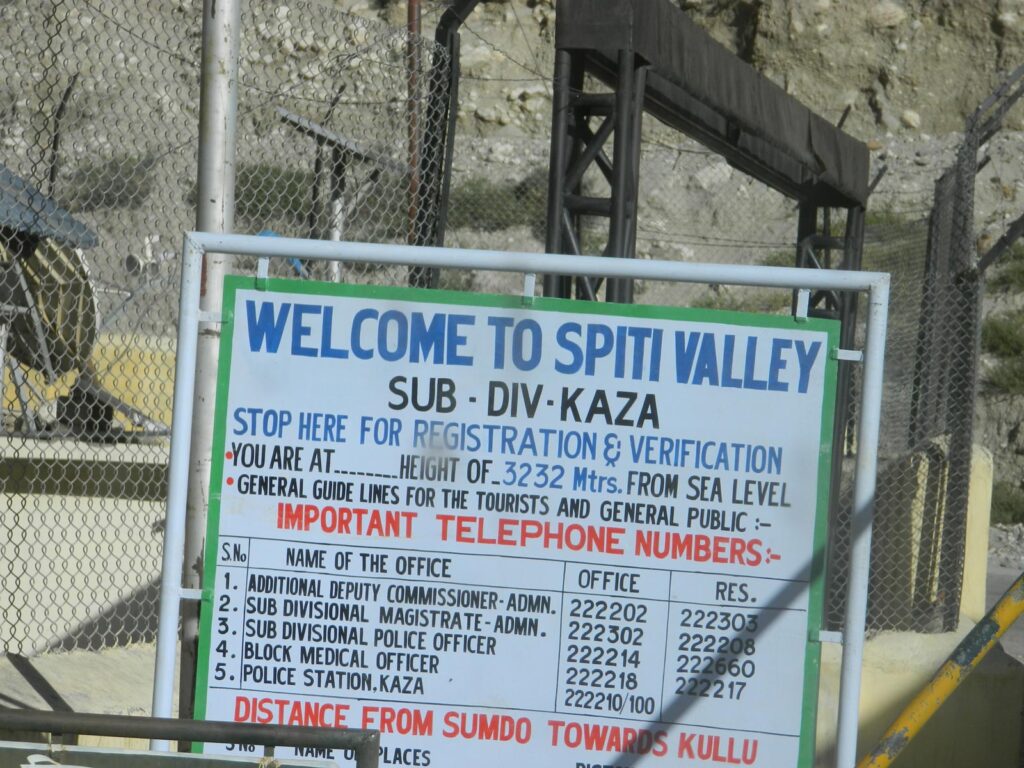 WELCOME TO SPITI VALLEY
SUB - DIV - KAZA
STOP HERE FOR REGISTRATION & VERIFICATION
•YOU ARE AT________HEIGHT OF_3232 Mtrs. FROM SEA LEVEL
•GENERAL GUIDE LINES FOR THE TOURISTS AND GENERAL PUBLIC :-
IMPORTANT TELEPHONE NUMBERS:-
S.No NAME OF THE OFFICE OFFICE RES.
1. ADDITIONAL DEPUTY COMMISSIONER-ADMN. 222202 222303
2. SUB DIVISIONAL MAGISTRATE-ADMN. 222302 222208
3. SUB DIVISIONAL POLICE OFFICER 222214 222660
4. BLOCK MEDICAL OFFICER 222218 222217
5. POLICE STATION,KAZA 222210/100
DISTANCE FROM SUMDO TOWARDS KULLU
S.No NAME OF PLACES